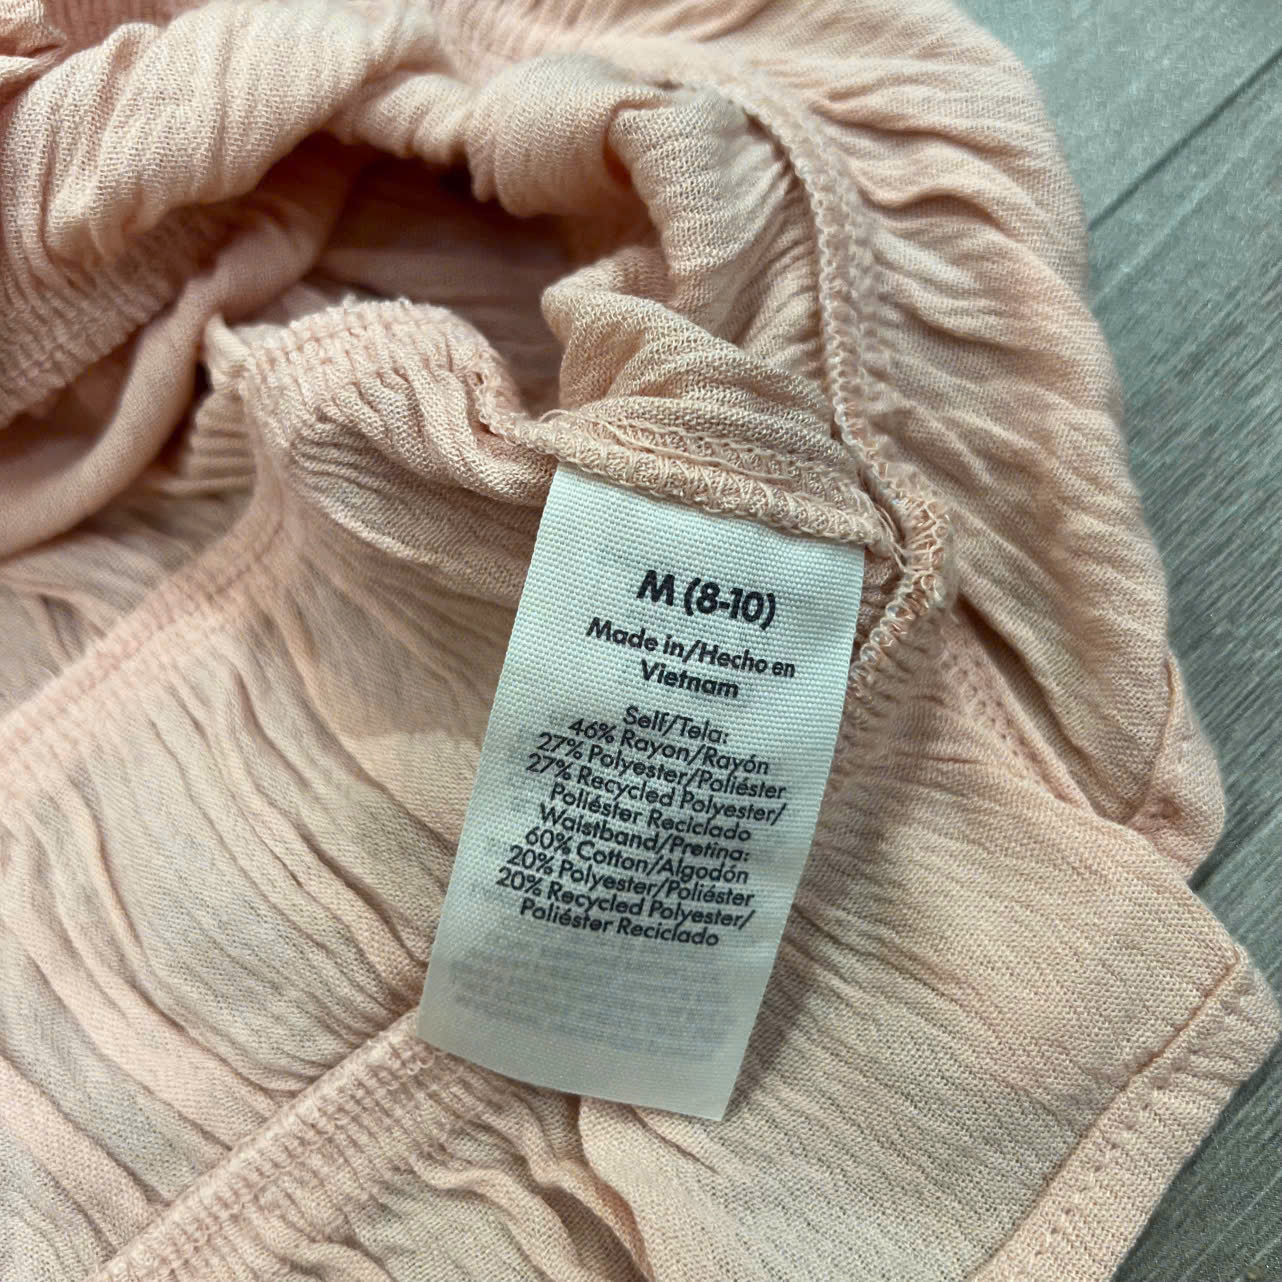 M (8-10)
Made in/Hecho en
Vietnam
Self/Tela:
46% Rayon/Rayón
27% Polyester/Poliéster
27% Recycled Polyester/
Poliéster Reciclado
Waistband/Pretina:
60% Cotton/Algodón
20% Polyester/Poliéster
20% Recycled Polyester/
Poliéster Reciclado